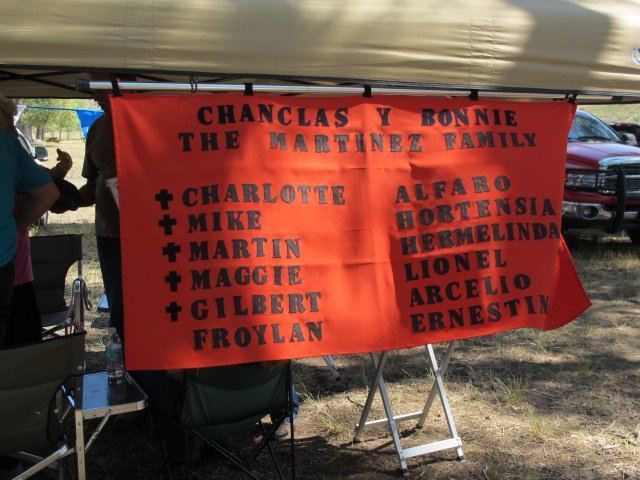 CHANCLAS Y BONNIE
THE MARTINEZ FAMILY
✝ CHARLOTTE
✝ MIKE
✝ MARTIN
✝ MAGGIE
✝ GILBERT
FROYLAN
ALFARO
HORTENSIA
HERMELINDA
LIONEL
ARCELIO
ERNESTIN